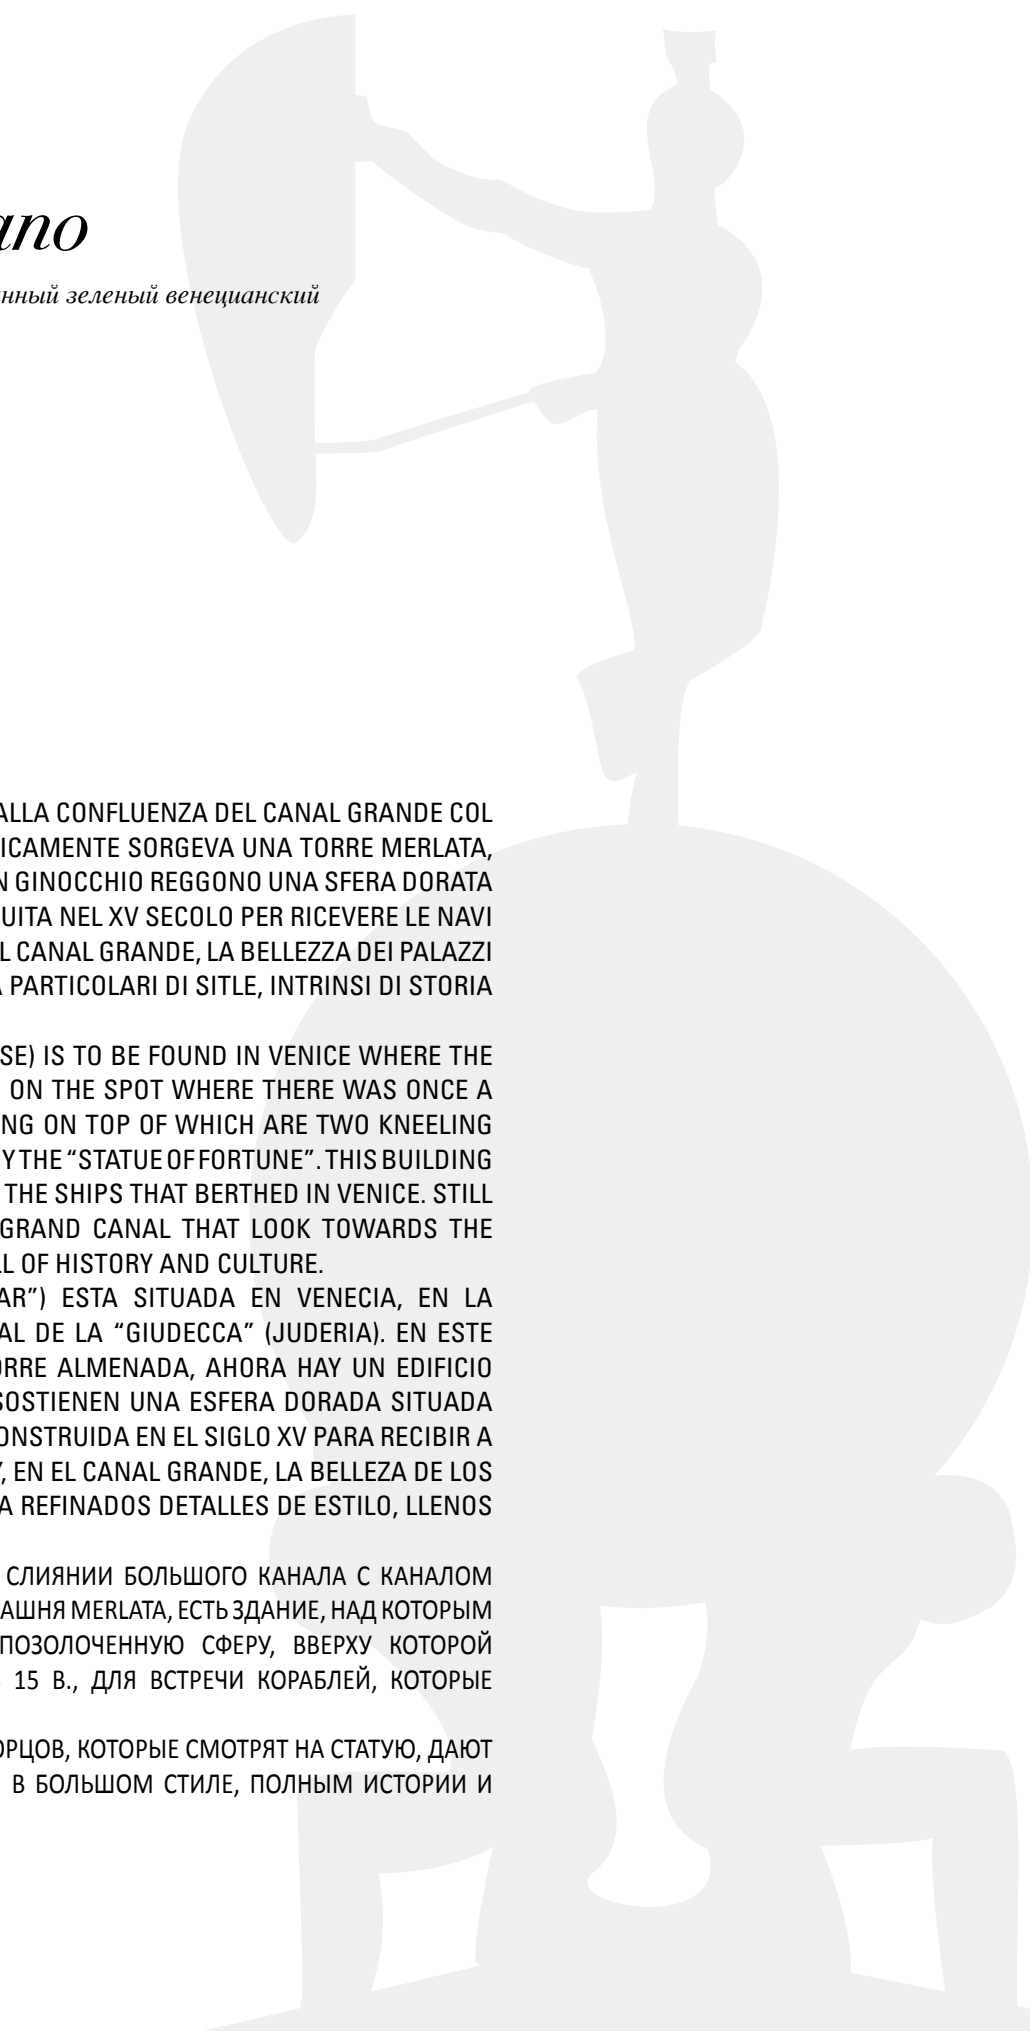 ano
нный зеленый венецианский
ALLA CONFLUENZA DEL CANAL GRANDE COL
ICAMENTE SORGEVA UNA TORRE MERLATA,
N GINOCCHIO REGGONO UNA SFERA DORATA
UITA NEL XV SECOLO PER RICEVERE LE NAVI
L CANAL GRANDE, LA BELLEZZA DEI PALAZZI
A PARTICOLARI DI SITLE, INTRINSI DI STORIA
SE) IS TO BE FOUND IN VENICE WHERE THE
ON THE SPOT WHERE THERE WAS ONCE A
NG ON TOP OF WHICH ARE TWO KNEELING
Y THE “STATUE OF FORTUNE”. THIS BUILDING
THE SHIPS THAT BERTHED IN VENICE. STILL
GRAND CANAL THAT LOOK TOWARDS THE
LL OF HISTORY AND CULTURE.
AR”) ESTA SITUADA EN VENECIA, EN LA
AL DE LA “GIUDECCA” (JUDERIA). EN ESTE
ORRE ALMENADA, AHORA HAY UN EDIFICIO
SOSTIENEN UNA ESFERA DORADA SITUADA
ONSTRUIDA EN EL SIGLO XV PARA RECIBIR A
Y, EN EL CANAL GRANDE, LA BELLEZA DE LOS
A REFINADOS DETALLES DE ESTILO, LLENOS
СЛИЯНИИ БОЛЬШОГО КАНАЛА С КАНАЛОМ
АШНЯ MERLATA, ЕСТЬ ЗДАНИЕ, НАД КОТОРЫМ
ПОЗОЛОЧЕННУЮ СФЕРУ, ВВЕРХУ КОТОРОЙ
15 В., ДЛЯ ВСТРЕЧИ КОРАБЛЕЙ, КОТОРЫЕ
ОРЦОВ, КОТОРЫЕ СМОТРЯТ НА СТАТУЮ, ДАЮТ
В БОЛЬШОМ СТИЛЕ, ПОЛНЫМ ИСТОРИИ И